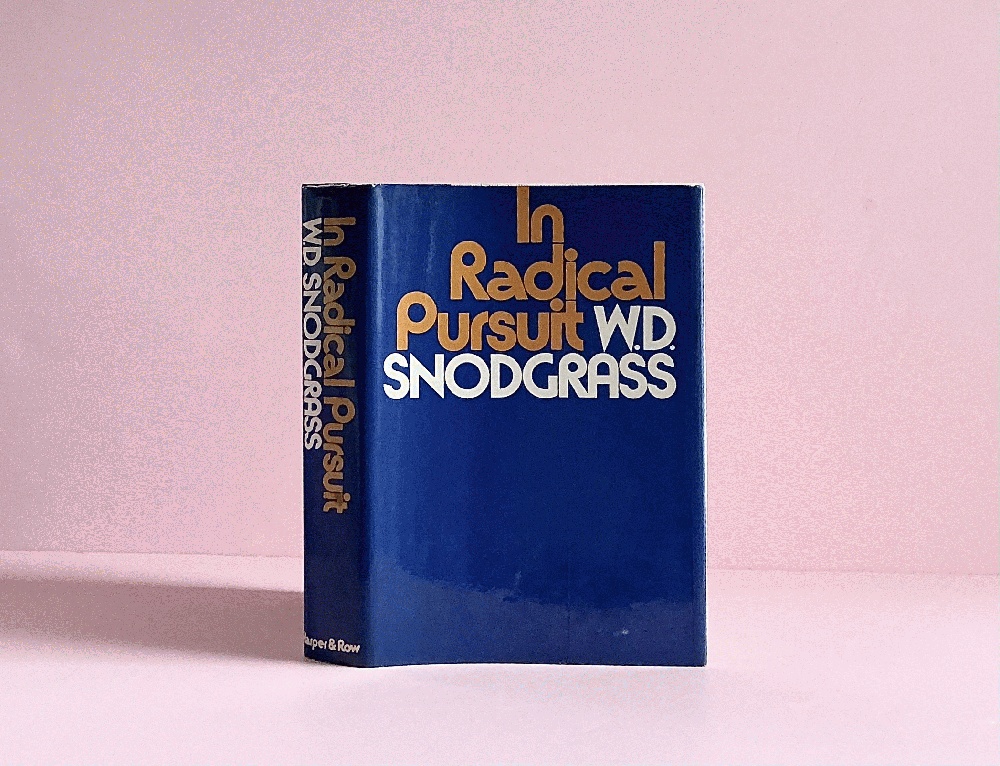 In
Radical
Pursuit W.D.
SNODGRASS
In Radical Pursuit
W.D. SNODGRASS
Harper & Row